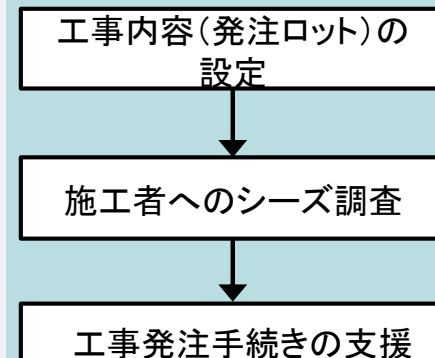 工事内容（発注ロット）の
設定
施工者へのシーズ調査
工事発注手続きの支援